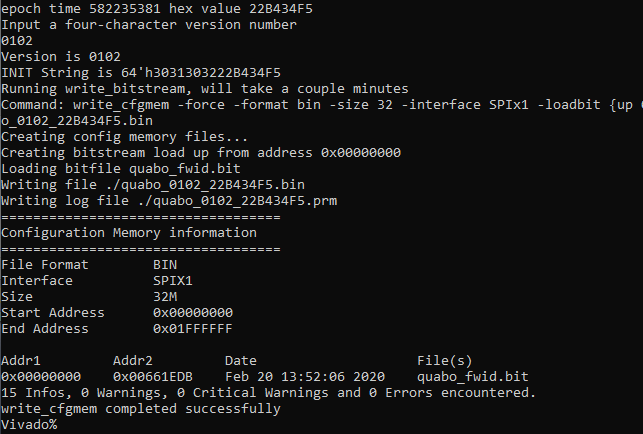 epoch time 582235381 hex value 22B434F5
Input a four-character version number
0102
Version is 0102
INIT String is 64'h3031303222B434F5
Running write_bitstream, will take a couple minutes
Command: write_cfgmem -force -format bin -size 32 -interface SPIx1 -loadbit {up
o_0102_22B434F5.bin
Creating config memory files...
Creating bitstream load up from address 0x00000000
Loading bitfile quabo_fwid.bit
Writing file ./quabo_0102_22B434F5.bin
Writing log file ./quabo_0102_22B434F5.prm
===================================
Configuration Memory information
===================================
File Format        BIN
Interface          SPIX1
Size               32M
Start Address      0x00000000
End Address        0x01FFFFFF
Addr1         Addr2         Date                    File(s)
0x00000000    0x00661EDB    Feb 20 13:52:06 2020    quabo_fwid.bit
15 Infos, 0 Warnings, 0 Critical Warnings and 0 Errors encountered.
write_cfgmem completed successfully
Vivado%